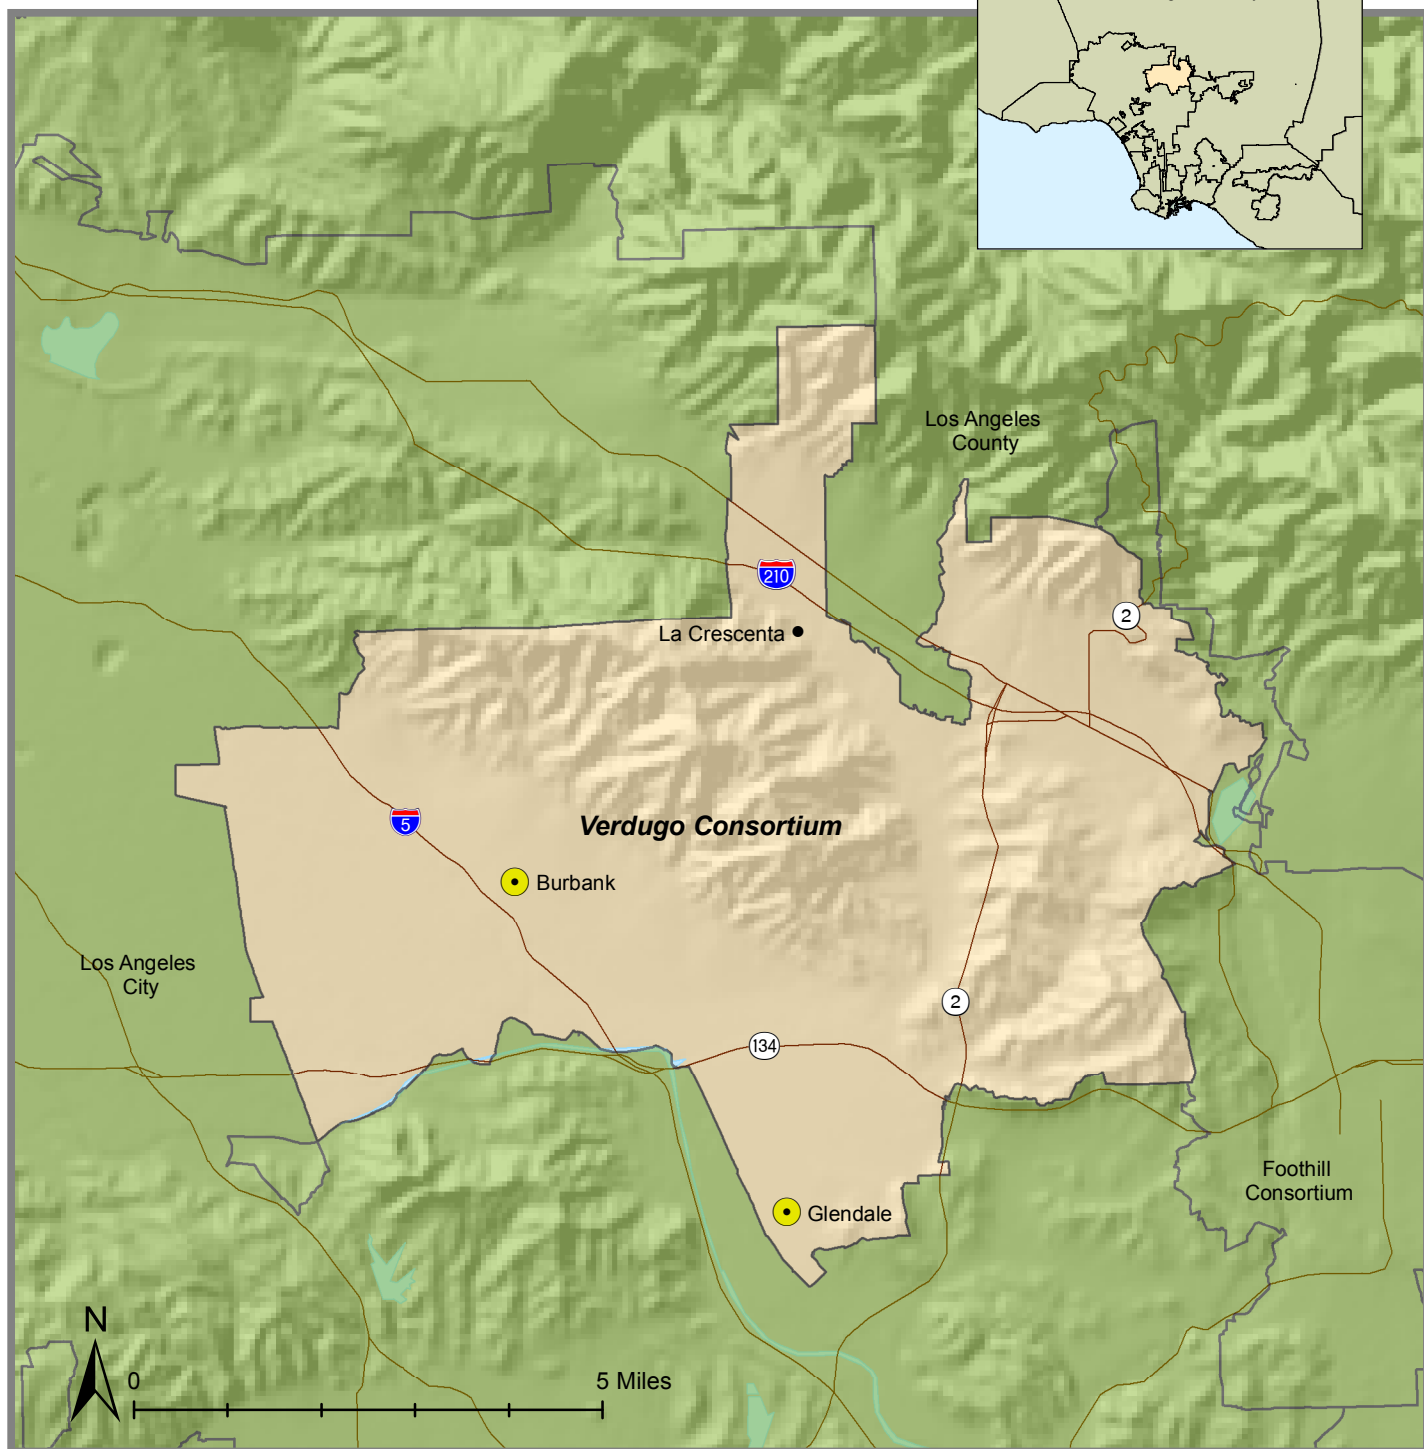 Los Angeles
County
210
2
La Crescenta
5
Verdugo Consortium
Burbank
Los Angeles
City
2
134
Foothill
Consortium
Glendale
N
0
5 Miles